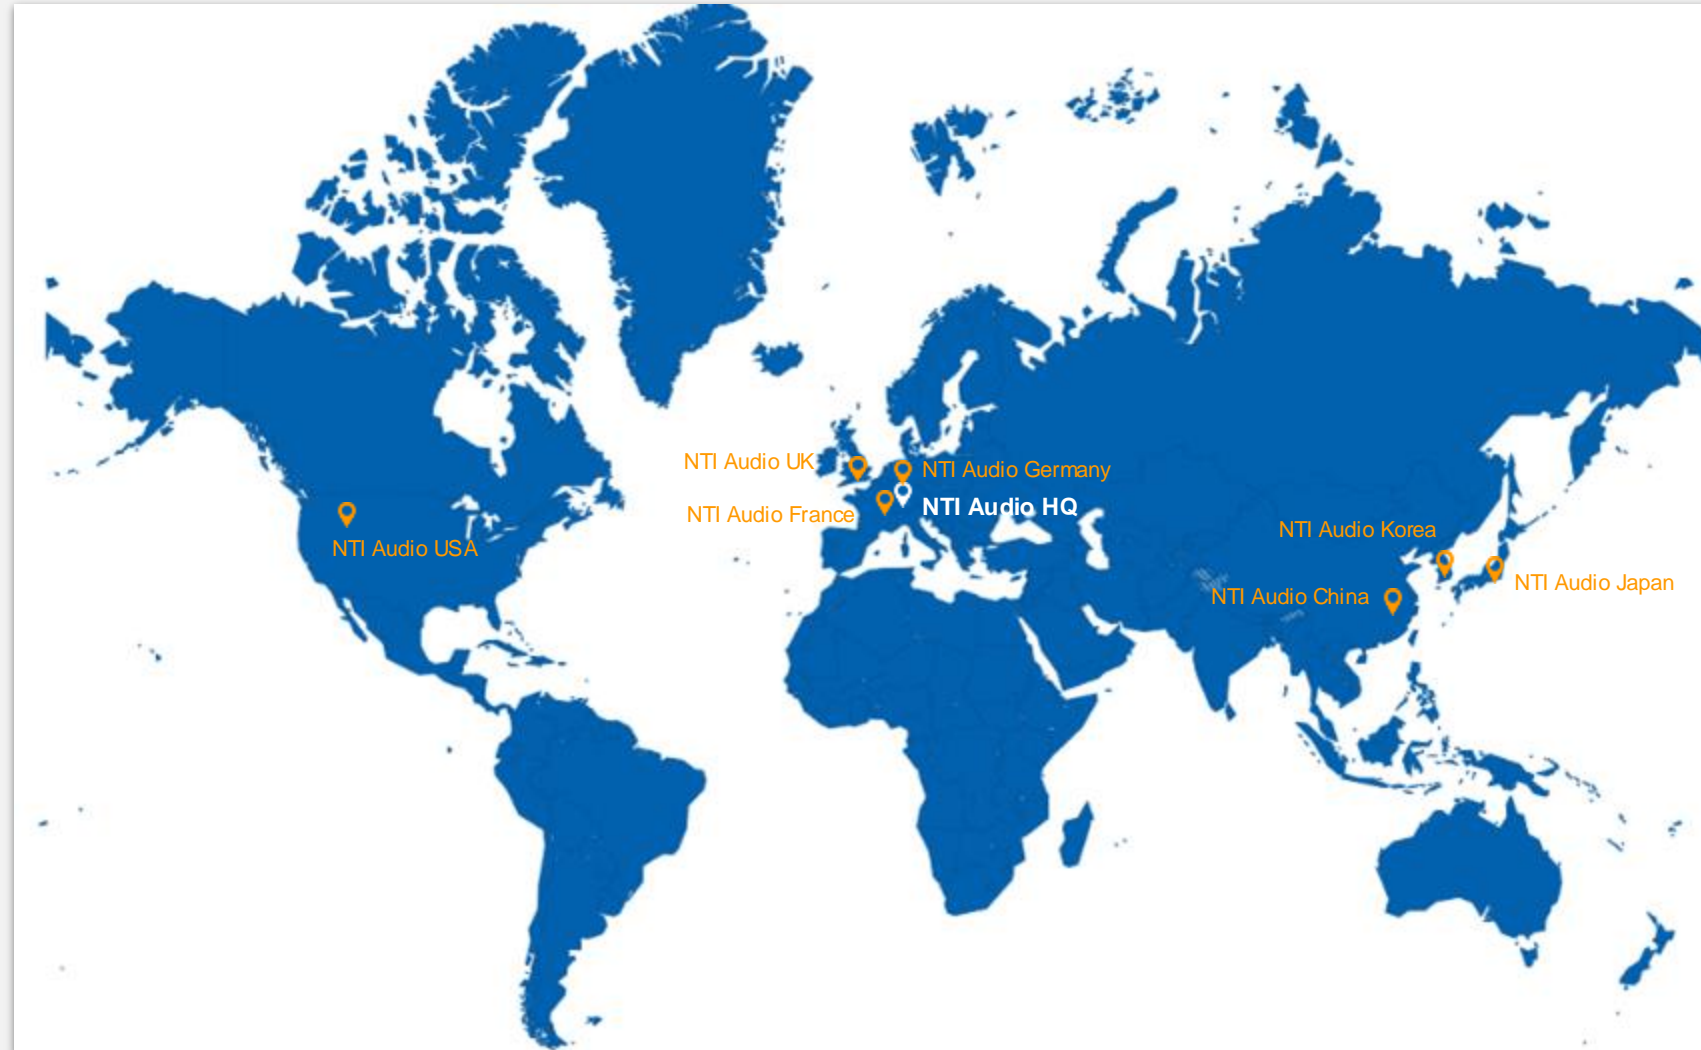 NTI Audio UK
NTI Audio Germany
NTI Audio HQ
NTI Audio France
NTI Audio USA
NTI Audio Korea
NTI Audio Japan
NTI Audio China